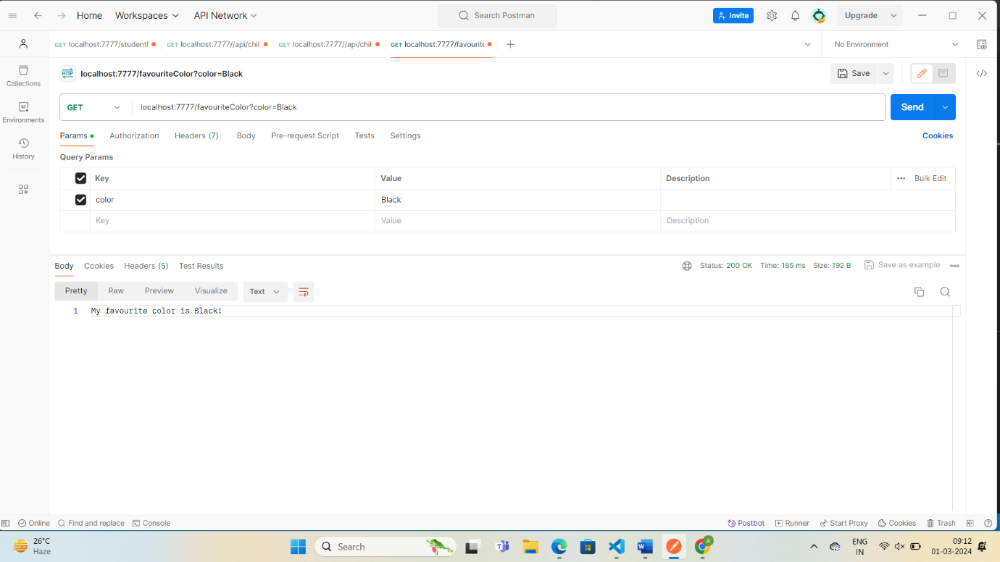 Home Workspaces API Network Search Postman Invite Upgrade
GET localhost:7777/student/ GET localhost:7777//api/chil GET localhost:7777//api/chil GET localhost:7777/favourite No Environment
HTTP localhost:7777/favouriteColor?color=Black Save
Collections
GET localhost:7777/favouriteColor?color=Black Send
Environments
Params Authorization Headers (7) Body Pre-request Script Tests Settings Cookies
History
Query Params
Key Value Description Bulk Edit
color Black
Key Value Description
Body Cookies Headers (5) Test Results Status: 200 OK Time: 185 ms Size: 192 B Save as example
Pretty Raw Preview Visualize Text
1 My favourite color is Black!
Online Find and replace Console Postbot Runner Start Proxy Cookies Trash
26°C
Haze
Search
ENG
IN
09:12
01-03-2024